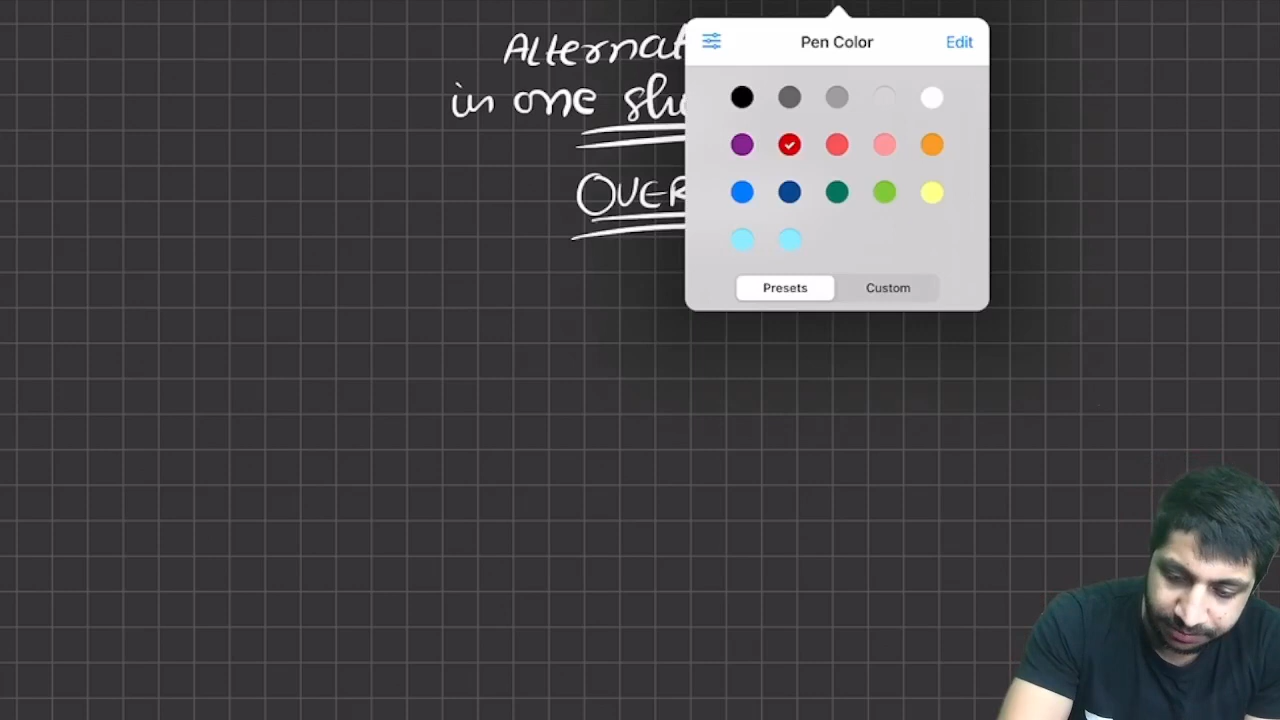 Alternat
in one sh
OVER
Pen Color
Edit
Presets
Custom